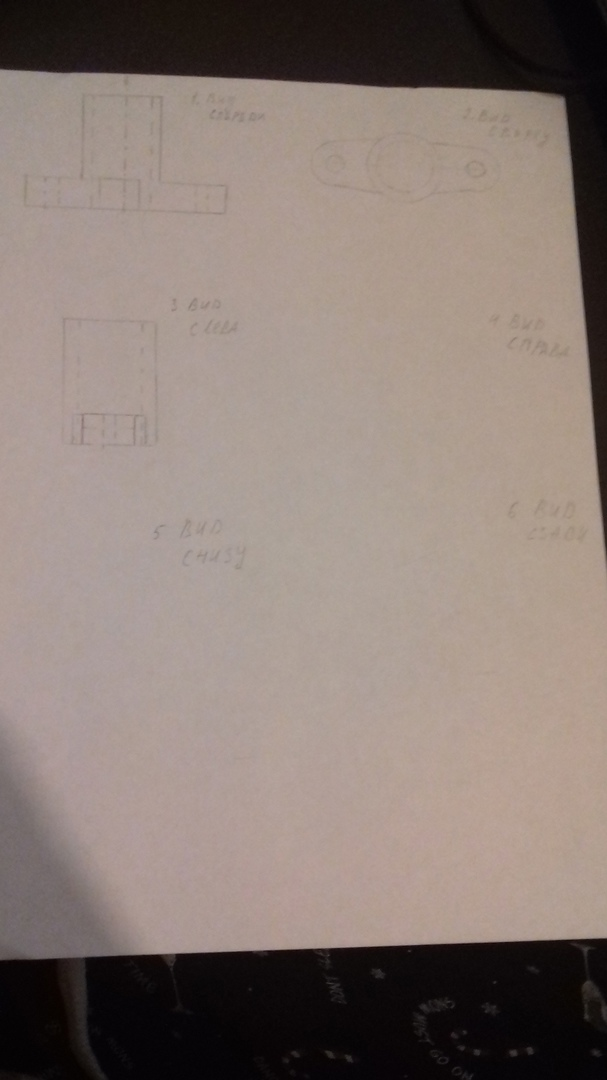 1. Вид
спереди
2. Вид
сверху
3 ВИД
СЛЕВА
4. ВИД
СПРАВА
5 ВИД
СНИЗУ
6 ВИД
СЗАДИ